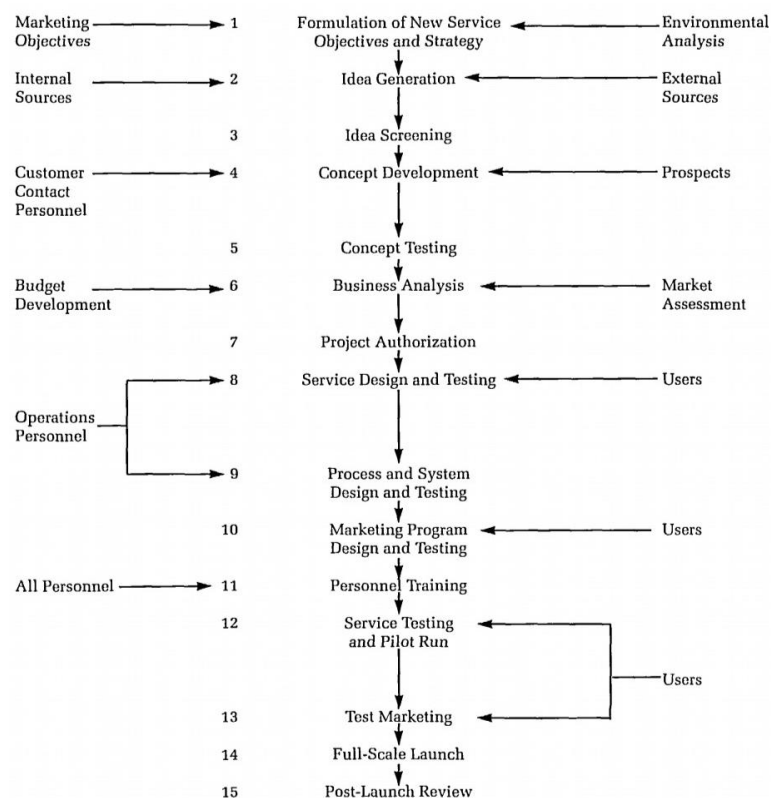 Marketing 1 Formulation of New Service Environmental
Objectives Objectives and Strategy Analysis
Internal 2 Idea Generation External
Sources Sources
3 Idea Screening
Customer 4 Concept Development Prospects
Contact
Personnel
5 Concept Testing
Budget 6 Business Analysis Market
Development Assessment
7 Project Authorization
8 Service Design and Testing Users
Operations
Personnel
9 Process and System
Design and Testing
10 Marketing Program Users
Design and Testing
All Personnel 11 Personnel Training
12 Service Testing
and Pilot Run
Users
13 Test Marketing
14 Full-Scale Launch
15 Post-Launch Review